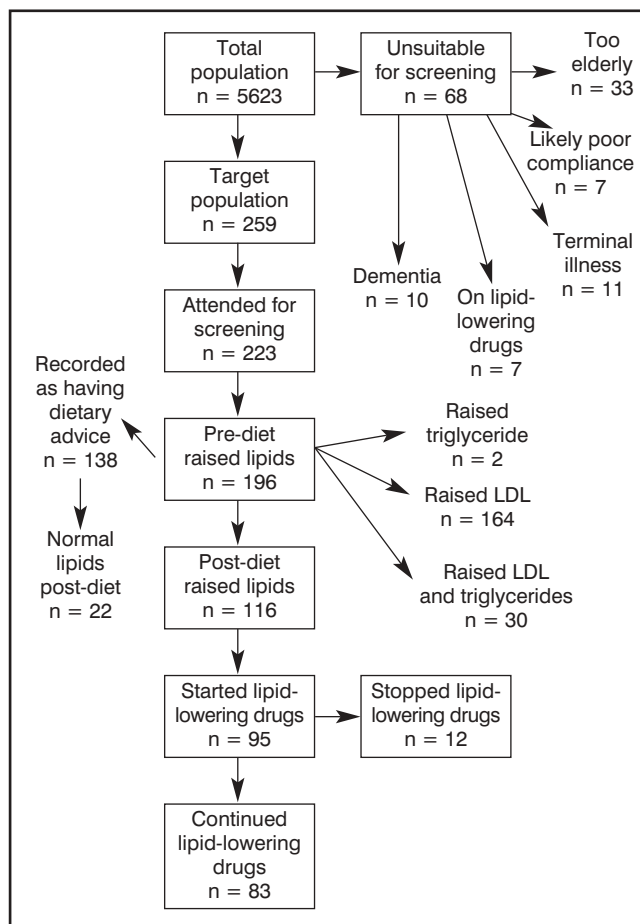 Total
population
n = 5623
Unsuitable
for screening
n = 68
Too
elderly
n = 33
Likely poor
compliance
n = 7
Terminal
illness
n = 11
On lipid-
lowering
drugs
n = 7
Dementia
n = 10
Target
population
n = 259
Attended for
screening
n = 223
Recorded
as having
dietary
advice
n = 138
Normal
lipids
post-diet
n = 22
Pre-diet
raised lipids
n = 196
Raised
triglyceride
n = 2
Raised LDL
n = 164
Raised LDL
and triglycerides
n = 30
Post-diet
raised lipids
n = 116
Started lipid-
lowering drugs
n = 95
Stopped lipid-
lowering drugs
n = 12
Continued
lipid-lowering
drugs
n = 83